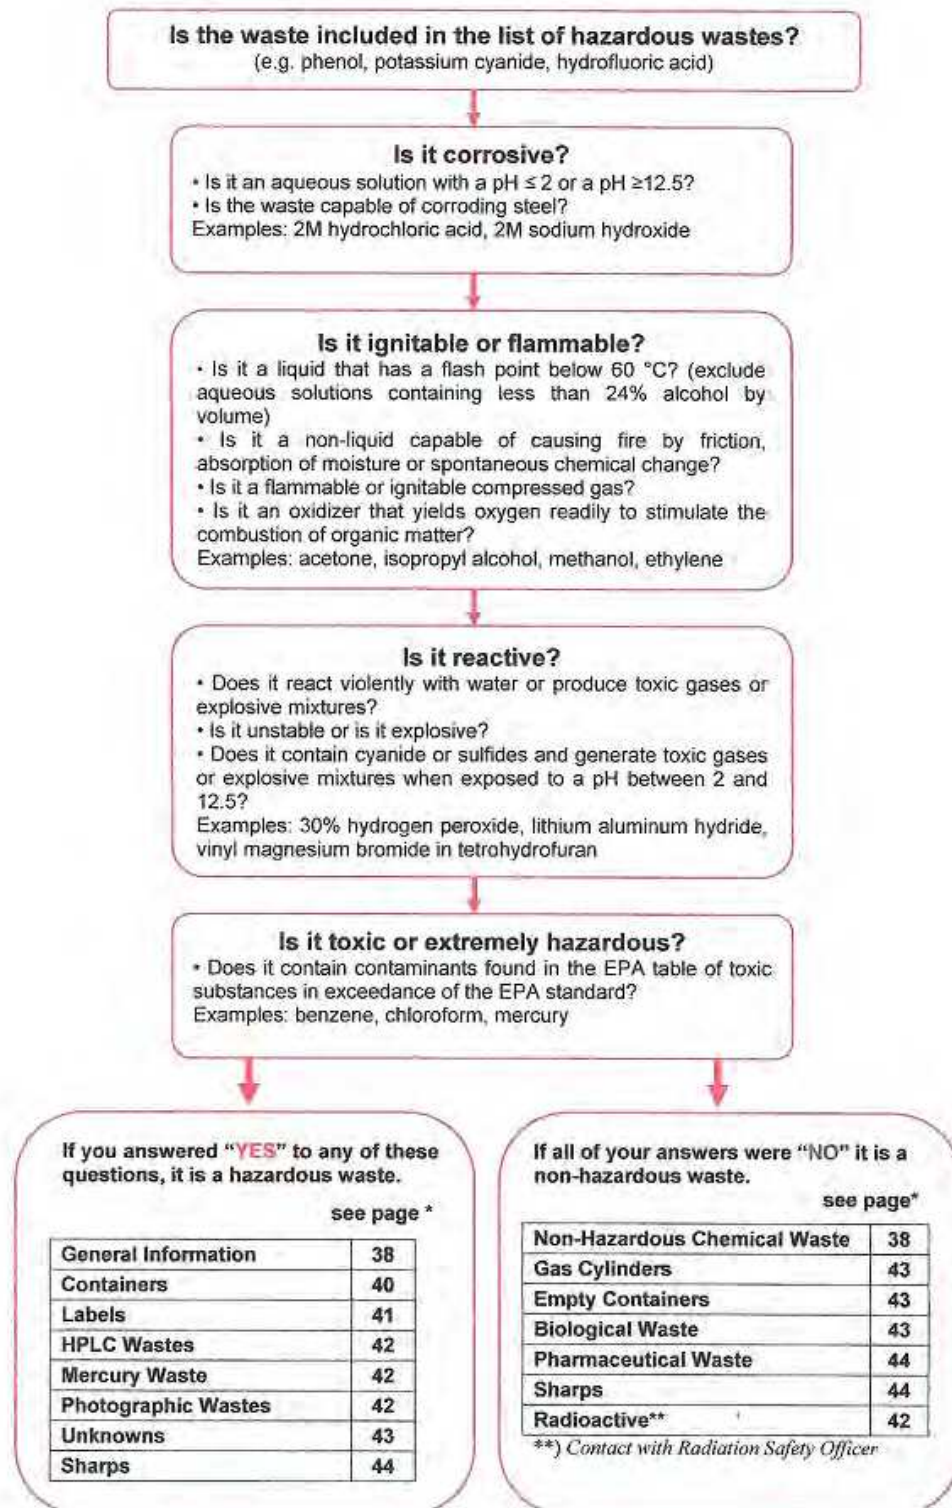 Is the waste included in the list of hazardous wastes?
(e.g. phenol, potassium cyanide, hydrofluoric acid)
Is it corrosive?
• Is it an aqueous solution with a pH ≤ 2 or a pH ≥12.5?
• Is the waste capable of corroding steel?
Examples: 2M hydrochloric acid, 2M sodium hydroxide
Is it ignitable or flammable?
• Is it a liquid that has a flash point below 60 °C? (exclude
aqueous solutions containing less than 24% alcohol by
volume)
• Is it a non-liquid capable of causing fire by friction,
absorption of moisture or spontaneous chemical change?
• Is it a flammable or ignitable compressed gas?
• Is it an oxidizer that yields oxygen readily to stimulate the
combustion of organic matter?
Examples: acetone, isopropyl alcohol, methanol, ethylene
Is it reactive?
• Does it react violently with water or produce toxic gases or
explosive mixtures?
• Is it unstable or is it explosive?
• Does it contain cyanide or sulfides and generate toxic gases
or explosive mixtures when exposed to a pH between 2 and
12.5?
Examples: 30% hydrogen peroxide, lithium aluminum hydride,
vinyl magnesium bromide in tetrohydrofuran
Is it toxic or extremely hazardous?
• Does it contain contaminants found in the EPA table of toxic
substances in exceedance of the EPA standard?
Examples: benzene, chloroform, mercury
If you answered "YES" to any of these
questions, it is a hazardous waste.
see page *
General Information 38
Containers 40
Labels 41
HPLC Wastes 42
Mercury Waste 42
Photographic Wastes 42
Unknowns 43
Sharps 44
If all of your answers were "NO" it is a
non-hazardous waste.
see page*
Non-Hazardous Chemical Waste 38
Gas Cylinders 43
Empty Containers 43
Biological Waste 43
Pharmaceutical Waste 44
Sharps 44
Radioactive** 42
**) Contact with Radiation Safety Officer